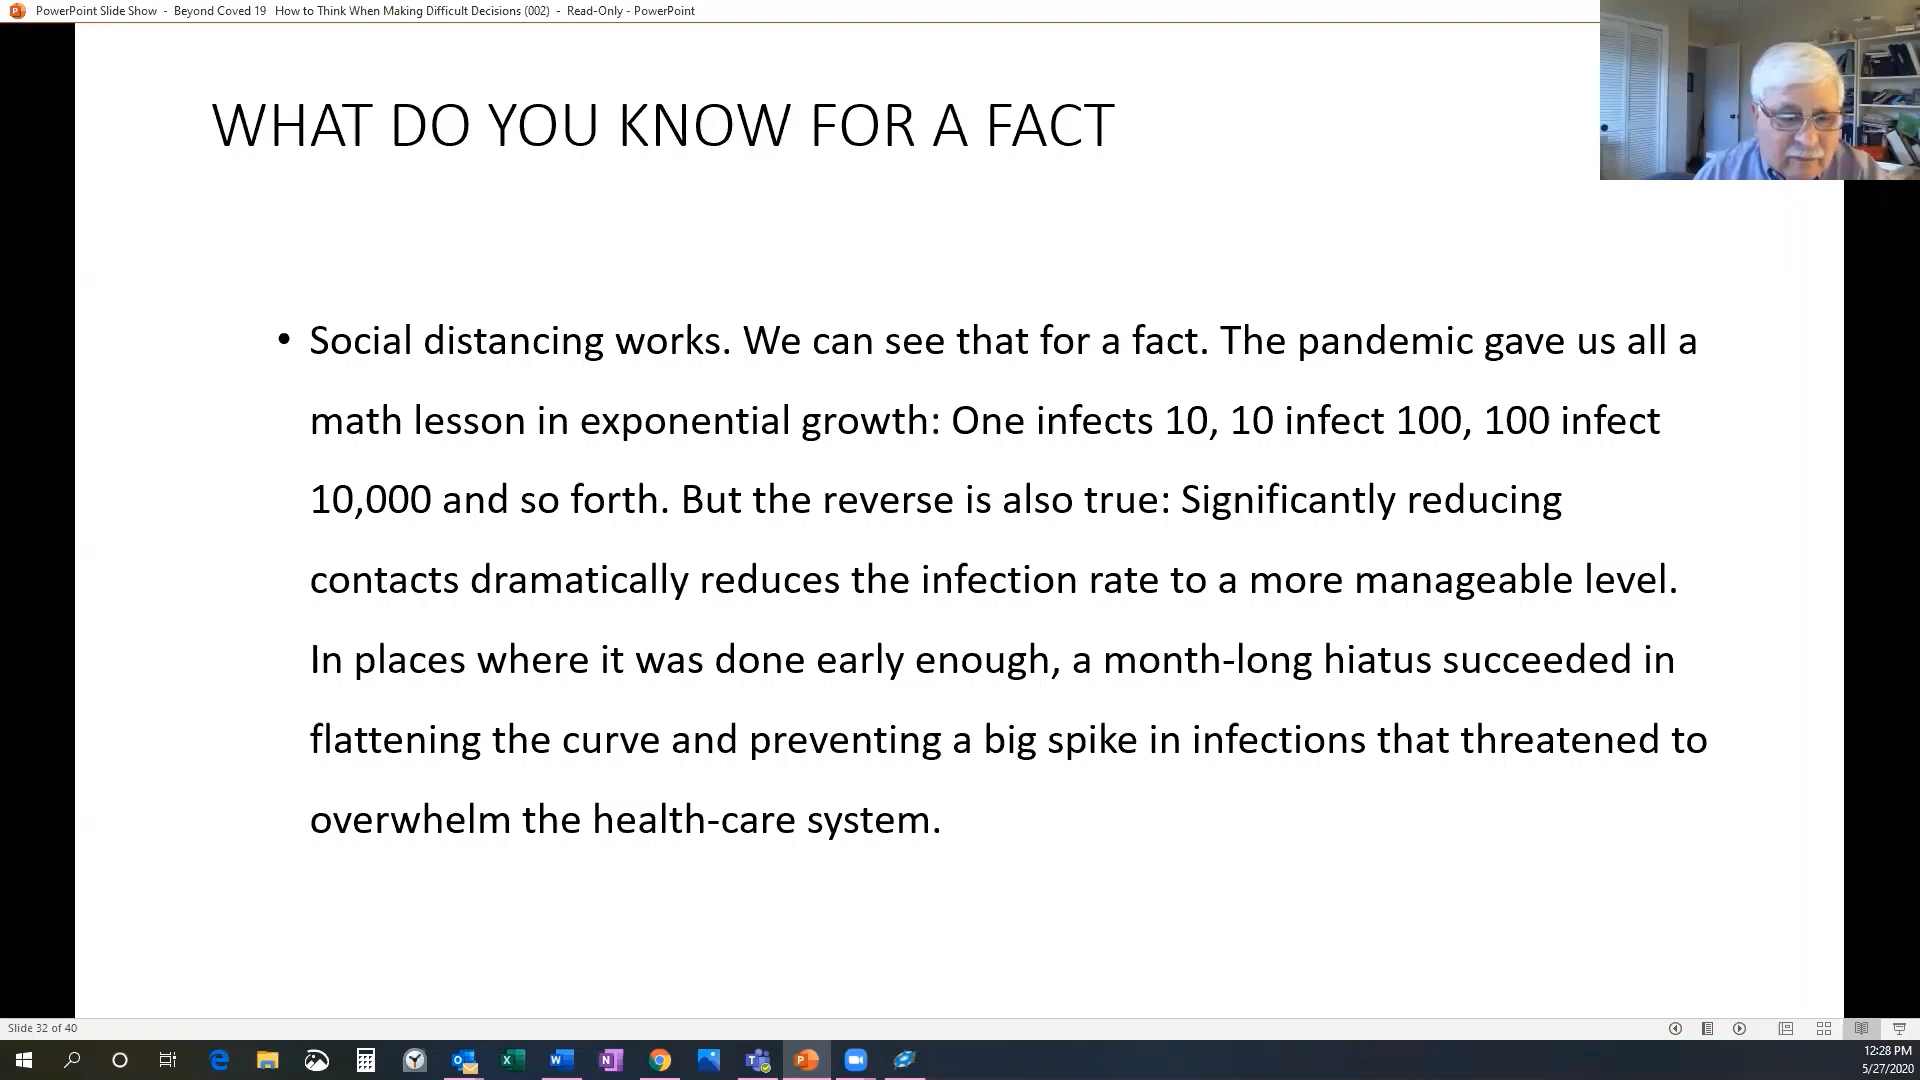 PowerPoint Slide Show - Beyond Coved 19 How to Think When Making Difficult Decisions (002) - Read-Only - PowerPoint
WHAT DO YOU KNOW FOR A FACT
• Social distancing works. We can see that for a fact. The pandemic gave us all a
math lesson in exponential growth: One infects 10, 10 infect 100, 100 infect
10,000 and so forth. But the reverse is also true: Significantly reducing
contacts dramatically reduces the infection rate to a more manageable level.
In places where it was done early enough, a month-long hiatus succeeded in
flattening the curve and preventing a big spike in infections that threatened to
overwhelm the health-care system.
Slide 32 of 40
12:28 PM
5/27/2020